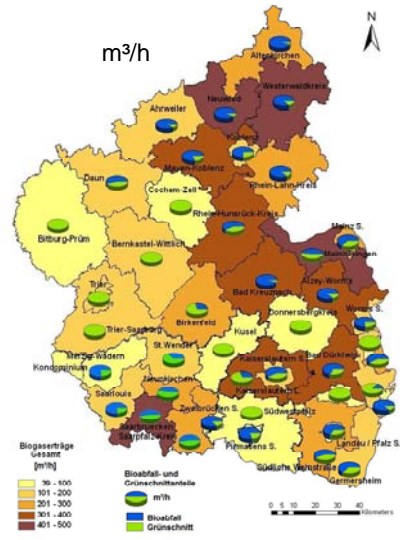 m³/h
N
Altenkirchen
Westerwaldkreis
Neuwied
Ahrweiler
Koblenz
Mayen-Koblenz
Daun
Cochem-Zell
Rhein-Lahn-Kreis
Rhein-Hunsrück-Kreis
Bitburg-Prüm
Mainz S.
Bernkastel-Wittlich
Mainz-Bingen
Bad Kreuznach
Alzey-Worms
Trier
Worms S.
Birkenfeld
Donnersbergkreis
Trier-Saarburg
Kusel
St.Wendel
Merzig-Wadern
Kaiserslautern S.
Bad Dürkheim
Neunkirchen
Kaiserslautern L.
Saarlouis
Zweibrücken S.
Südwestpfalz
Saarbruecken
Saarpfalz-Kreis
Landau / Pfalz S.
Pirmasens S.
Südliche Weinstraße
Germersheim
Biogaserträge
Gesamt
[m³/h]
39 - 100
101 - 200
201 - 300
301 - 400
401 - 500
Bioabfall- und
Grünschnittanteile
m³/h
Bioabfall
Grünschnitt
0 5 10 20 30 40
Kilometers